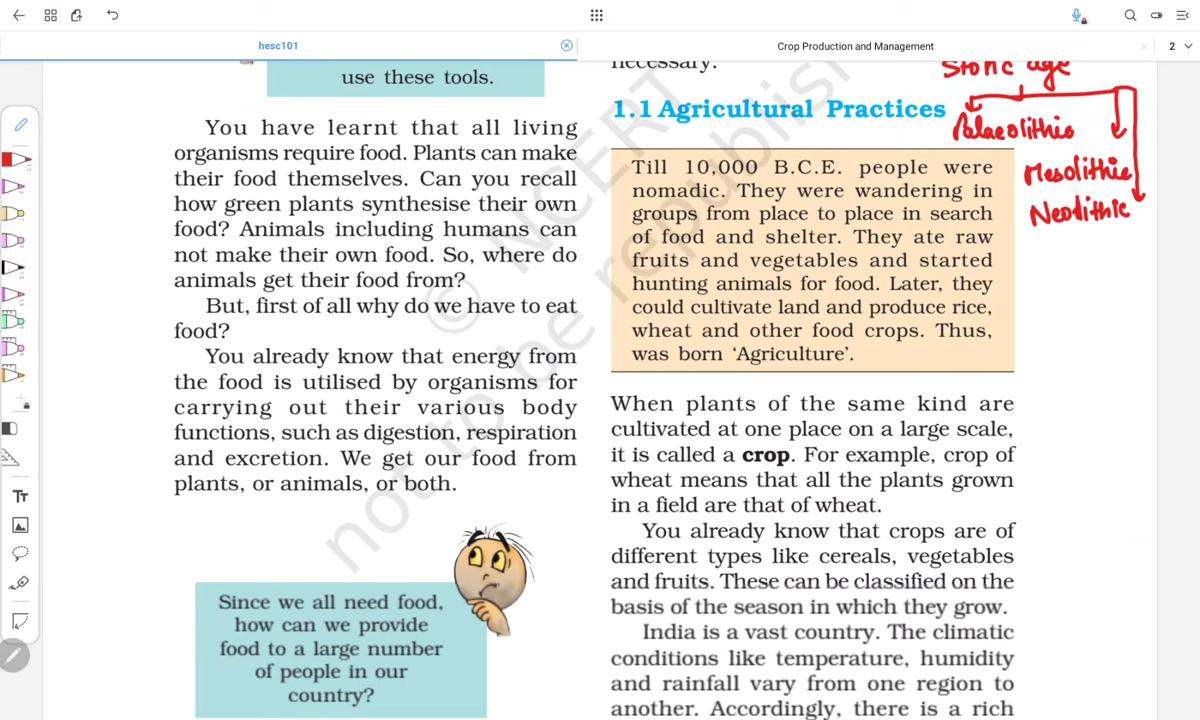 hesc101
Crop Production and Management
2
use these tools.
You have learnt that all living
organisms require food. Plants can make
their food themselves. Can you recall
how green plants synthesise their own
food? Animals including humans can
not make their own food. So, where do
animals get their food from?
But, first of all why do we have to eat
food?
You already know that energy from
the food is utilised by organisms for
carrying out their various body
functions, such as digestion, respiration
and excretion. We get our food from
plants, or animals, or both.
Since we all need food,
how can we provide
food to a large number
of people in our
country?
necessary.
Stone age
1.1 Agricultural Practices
Palaeolithic
Mesolithic
Neolithic
Till 10,000 B.C.E. people were
nomadic. They were wandering in
groups from place to place in search
of food and shelter. They ate raw
fruits and vegetables and started
hunting animals for food. Later, they
could cultivate land and produce rice,
wheat and other food crops. Thus,
was born ‘Agriculture’.
When plants of the same kind are
cultivated at one place on a large scale,
it is called a crop. For example, crop of
wheat means that all the plants grown
in a field are that of wheat.
You already know that crops are of
different types like cereals, vegetables
and fruits. These can be classified on the
basis of the season in which they grow.
India is a vast country. The climatic
conditions like temperature, humidity
and rainfall vary from one region to
another. Accordingly, there is a rich
© NCERT
not to be republish
Tт